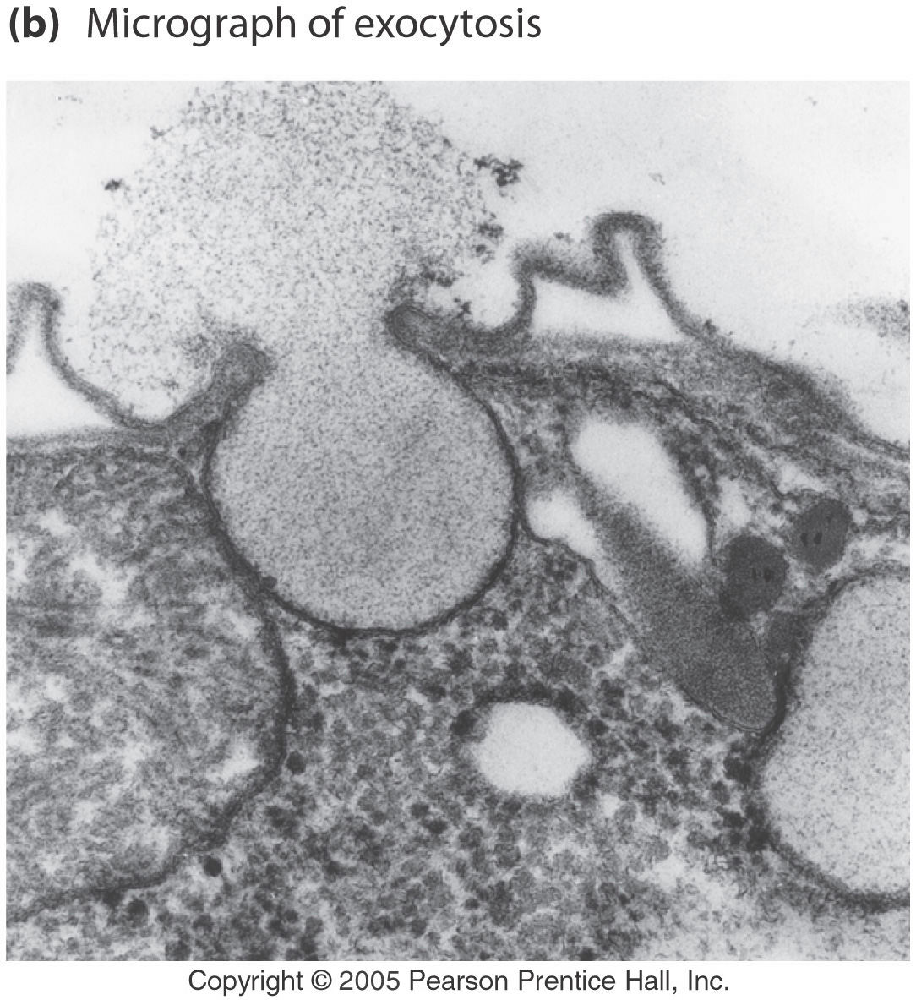 (b) Micrograph of exocytosis
Copyright © 2005 Pearson Prentice Hall, Inc.